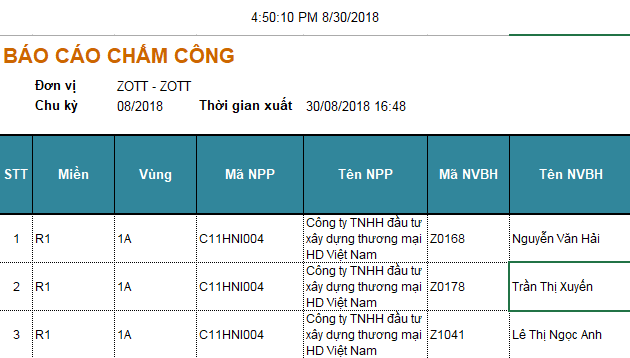 4:50:10 PM 8/30/2018
BÁO CÁO CHẤM CÔNG
Đơn vị ZOTT - ZOTT
Chu kỳ 08/2018 Thời gian xuất 30/08/2018 16:48
STT Miền Vùng Mã NPP Tên NPP Mã NVBH Tên NVBH
1 R1 1A C11HNI004 Công ty TNHH đầu tư
xây dựng thương mại
HD Việt Nam Z0168 Nguyễn Văn Hải
2 R1 1A C11HNI004 Công ty TNHH đầu tư
xây dựng thương mại
HD Việt Nam Z0178 Trần Thị Xuyến
3 R1 1A C11HNI004 Công ty TNHH đầu tư
xây dựng thương mại
HD Việt Nam Z1041 Lê Thị Ngọc Anh